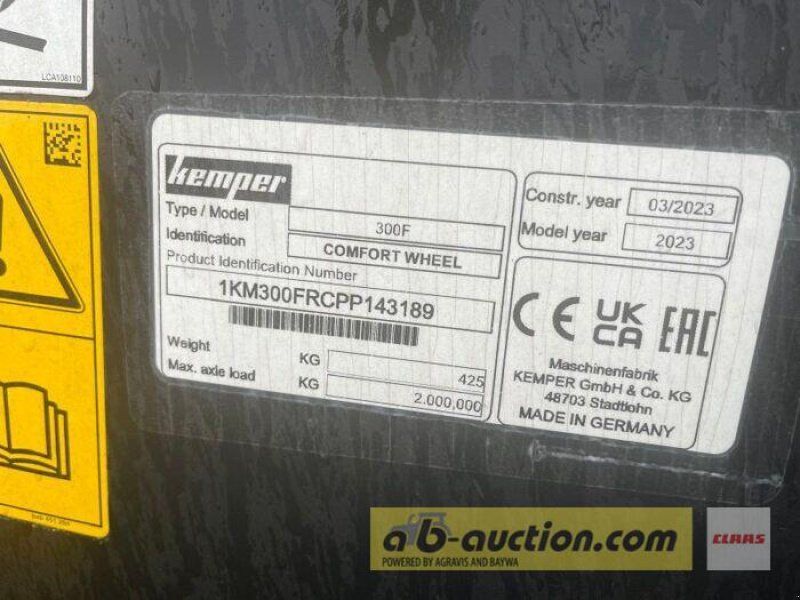 LCA108110
kemper
Type / Model 300F
Identification COMFORT WHEEL
Product Identification Number
1KM300FRCPP143189
Weight KG 425
Max. axle load KG 2.000,000
Constr. year 03/2023
Model year 2023
CE UK CA EAC
Maschinenfabrik
KEMPER GmbH & Co. KG
48703 Stadtlohn
MADE IN GERMANY
ab-auction.com
POWERED BY AGRAVIS AND BAYWA
CLAAS